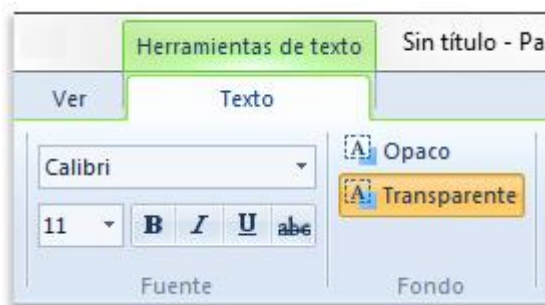 Herramientas de texto Sin título - Pa
Ver Texto
Calibri Opaco
Transparente
11 B I U abc
Fuente Fondo